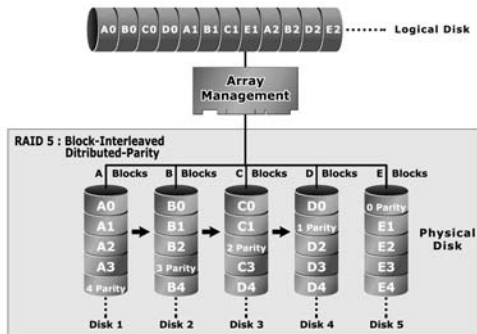 A0 B0 C0 D0 A1 B1 C1 E1 A2 B2 D2 E2
Logical Disk
Array
Management
RAID 5 : Block-Interleaved
Ditributed-Parity
A Blocks B Blocks C Blocks D Blocks E Blocks
A0 B0 C0 D0 0 Parity
A1 B1 C1 1 Parity E1
A2 B2 2 Parity D2 E2
A3 3 Parity C3 D3 E3
4 Parity B4 D4 D4 E4
Physical
Disk
Disk 1 Disk 2 Disk 3 Disk 4 Disk 5